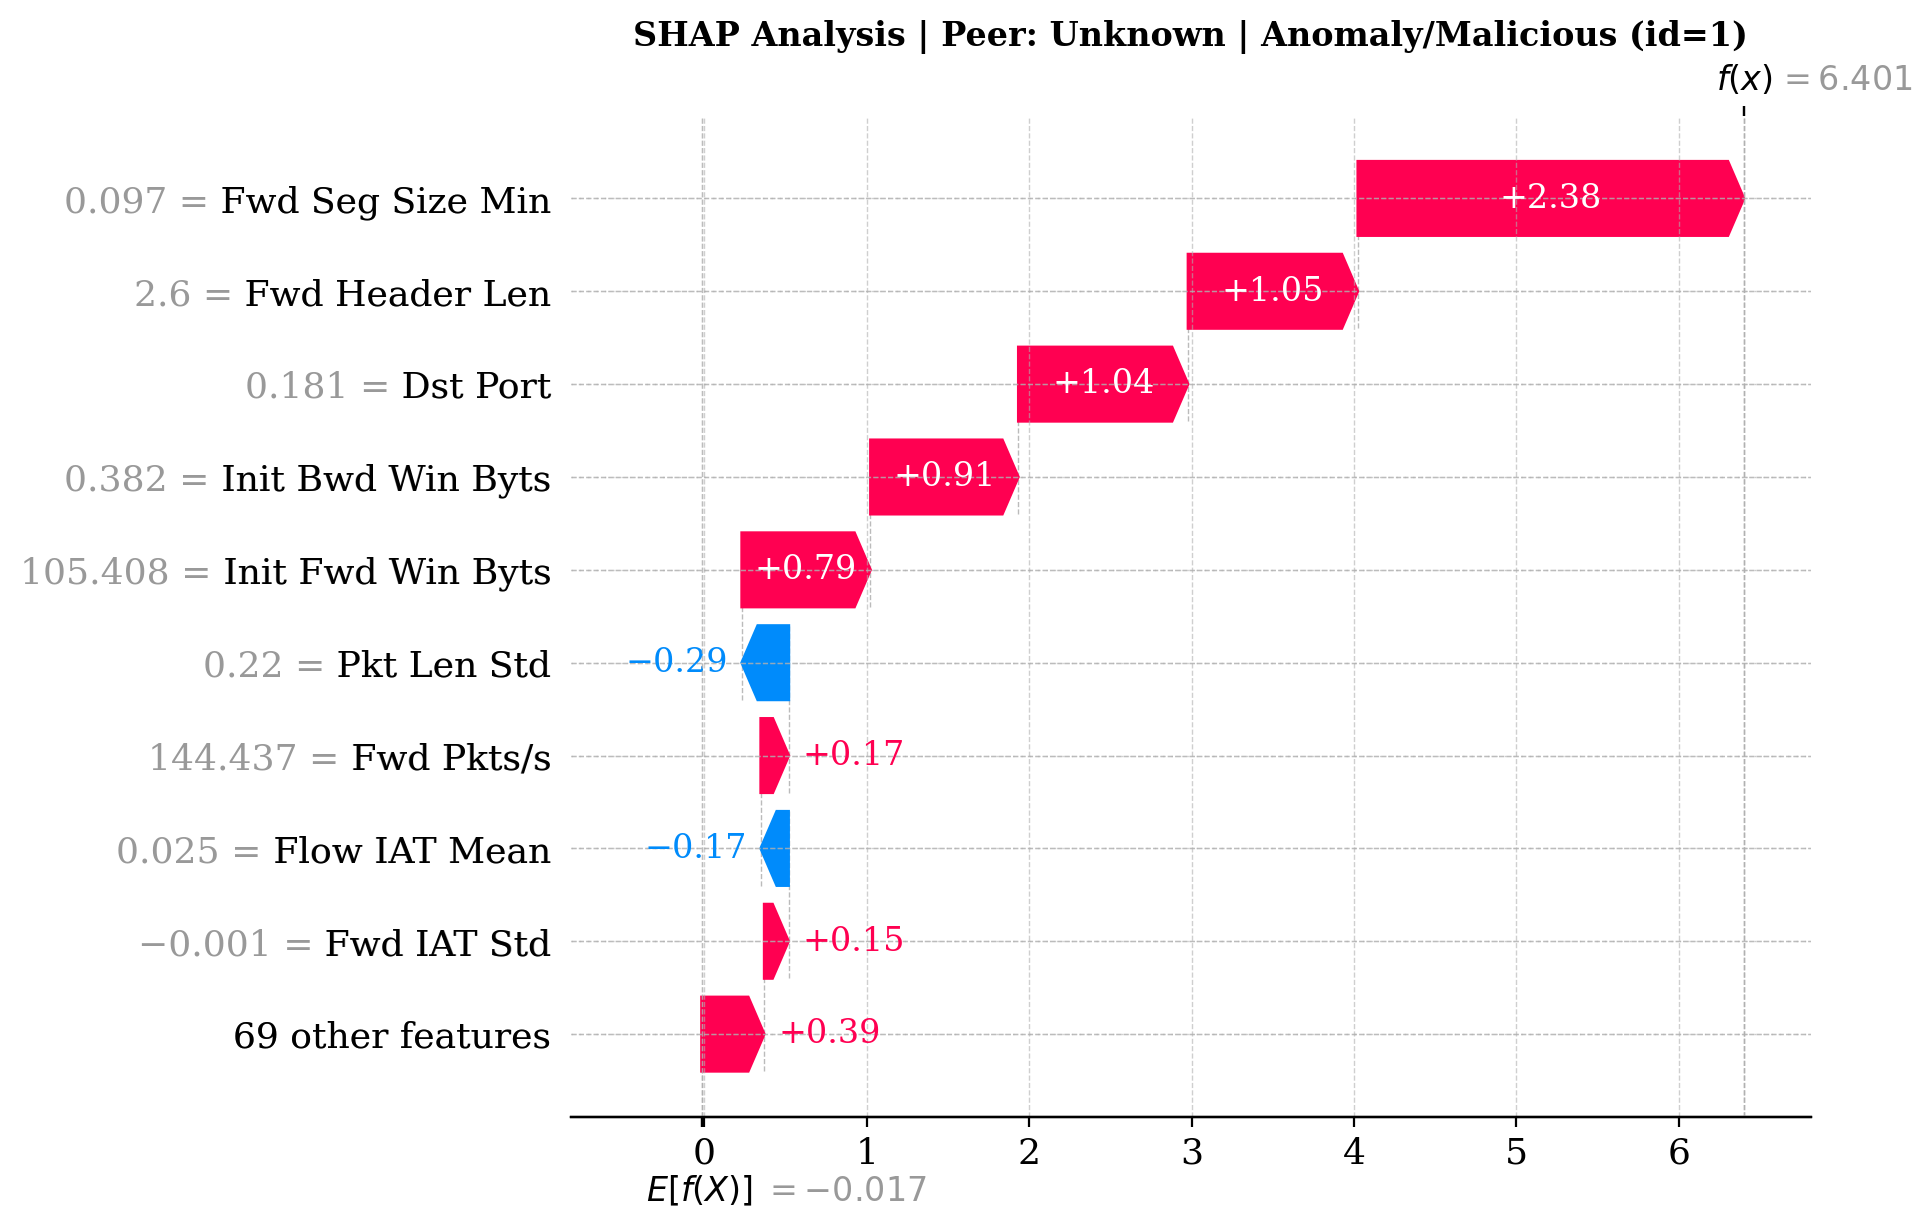 SHAP Analysis | Peer: Unknown | Anomaly/Malicious (id=1)
f(x) = 6.401
0.097 = Fwd Seg Size Min +2.38
2.6 = Fwd Header Len +1.05
0.181 = Dst Port +1.04
0.382 = Init Bwd Win Byts +0.91
105.408 = Init Fwd Win Byts +0.79
0.22 = Pkt Len Std −0.29
144.437 = Fwd Pkts/s +0.17
0.025 = Flow IAT Mean −0.17
−0.001 = Fwd IAT Std +0.15
69 other features +0.39
0 1 2 3 4 5 6
E[f(X)] = −0.017